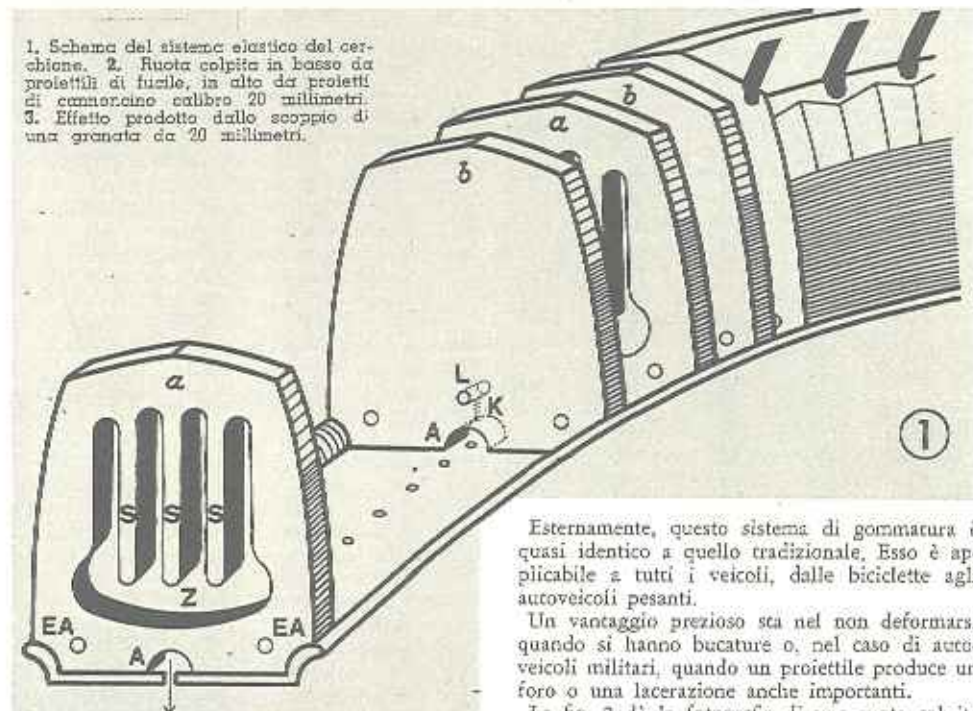 1. Schema del sistema elastico del cer-
chione. 2. Ruota colpita in basso da
proiettili di fucile, in alto da proietti
di cannoncino calibro 20 millimetri.
3. Effetto prodotto dallo scoppio di
una granata da 20 millimetri.
b
a
b
a
L
K
A
1
S S S
Z
EA EA
A
Esternamente, questo sistema di gommatura
quasi identico a quello tradizionale. Esso è ap-
plicabile a tutti i veicoli, dalle biciclette agl
autoveicoli pesanti.
Un vantaggio prezioso sta nel non deformars
quando si hanno bucature o, nel caso di auto-
veicoli militari, quando un proiettile produce un
foro o una lacerazione anche importanti.